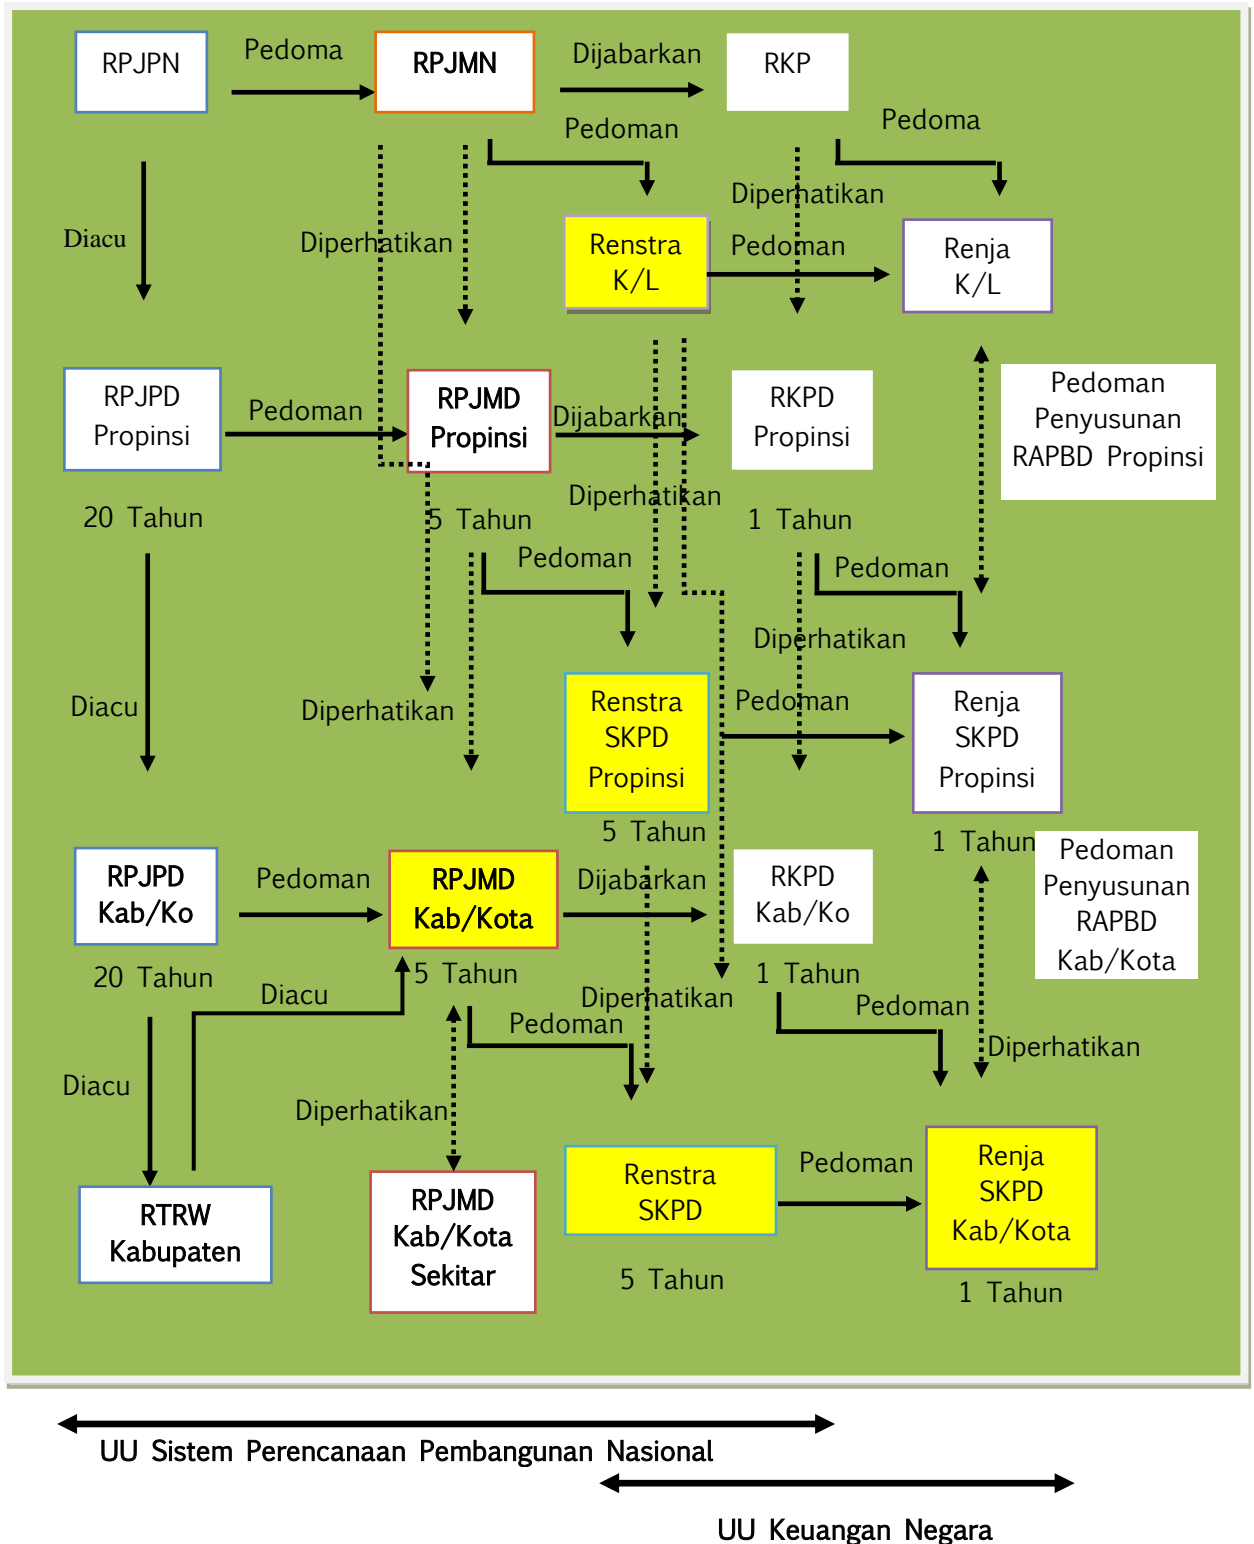 RPJPN
Pedoma
RPJMN
Dijabarkan
RKP
Pedoman
Pedoma
Diacu
Diperhatikan
Renstra
K/L
Diperhatikan
Pedoman
Renja
K/L
RPJPD
Propinsi
Pedoman
RPJMD
Propinsi
Dijabarkan
RKPD
Propinsi
Pedoman
Penyusunan
RAPBD Propinsi
20 Tahun
5 Tahun
Diperhatikan
1 Tahun
Pedoman
Pedoman
Diacu
Diperhatikan
Renstra
SKPD
Propinsi
Pedoman
Diperhatikan
Renja
SKPD
Propinsi
5 Tahun
1 Tahun
RPJPD
Kab/Ko
Pedoman
RPJMD
Kab/Kota
Dijabarkan
RKPD
Kab/Ko
Pedoman
Penyusunan
RAPBD
Kab/Kota
20 Tahun
Diacu
5 Tahun
Pedoman
Diperhatikan
1 Tahun
Pedoman
Diperhatikan
Diacu
Diperhatikan
RTRW
Kabupaten
RPJMD
Kab/Kota
Sekitar
Renstra
SKPD
Pedoman
Renja
SKPD
Kab/Kota
5 Tahun
1 Tahun
UU Sistem Perencanaan Pembangunan Nasional
UU Keuangan Negara